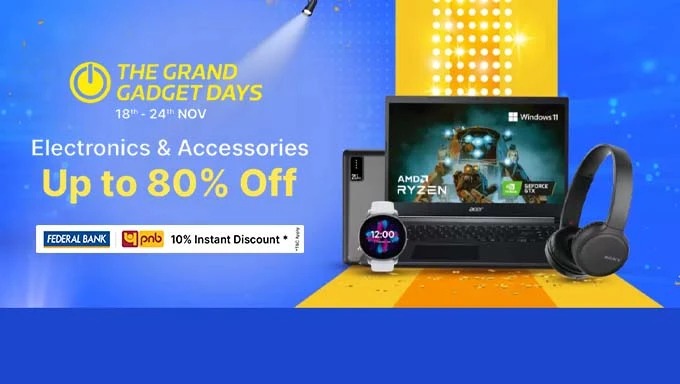 THE GRAND
GADGET DAYS
18th - 24th NOV
Electronics & Accessories
Up to 80% Off
FEDERAL BANK
pnb
10% Instant Discount *
*T&C Apply
Windows 11
AMD
RYZEN
GEFORCE
GTX
acer
12:00
SONY